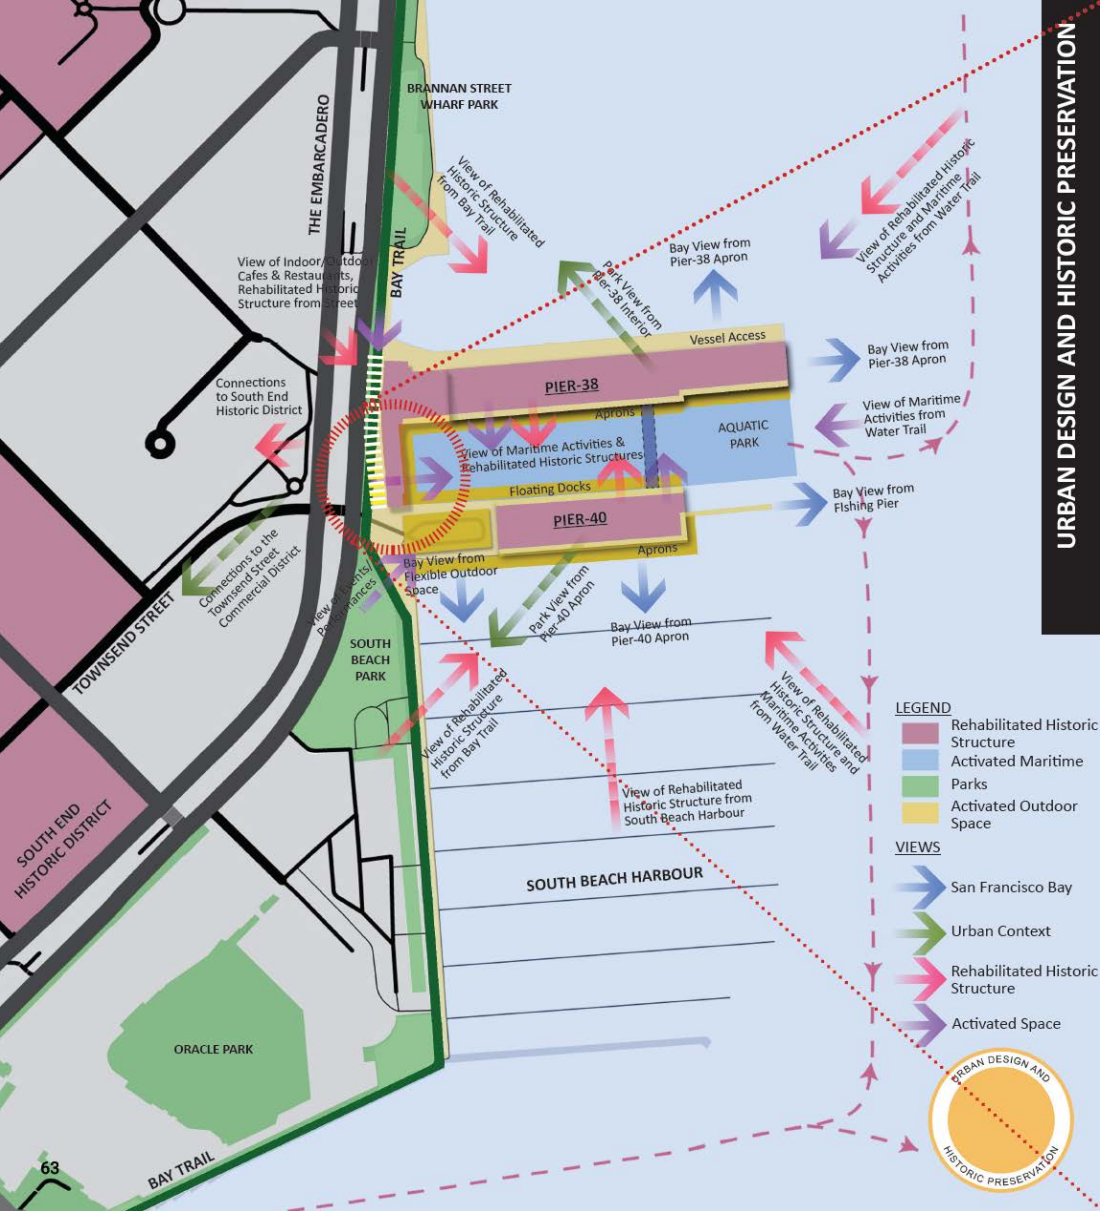 URBAN DESIGN AND HISTORIC PRESERVATION
BRANNAN STREET
WHARF PARK
THE EMBARCADERO
View of Rehabilitated
Historic Structure
from Bay Trail
BAY TRAIL
View of Indoor/Outdoor
Cafes & Restaurants,
Rehabilitated Historic
Structure from Street
Park View from
Pier-38 Interior
Bay View from
Pier-38 Apron
View of Rehabilitated Historic
Structure and Maritime
Activities from Water Trail
Vessel Access
Bay View from
Pier-38 Apron
PIER-38
Connections
to South End
Historic District
Aprons
AQUATIC
PARK
View of Maritime
Activities from
Water Trail
View of Maritime Activities &
Rehabilitated Historic Structures
Floating Docks
PIER-40
Bay View from
FIshing Pier
Aprons
Connections to the
Townsend Street
Commercial District
View of Events/
Performances
Bay View from
Flexible Outdoor
Space
Park View from
Pier-40 Apron
Bay View from
Pier-40 Apron
TOWNSEND STREET
SOUTH
BEACH
PARK
View of Rehabilitated
Historic Structure
from Bay Trail
View of Rehabilitated
Historic Structure and
Maritime Activities
from Water Trail
View of Rehabilitated
Historic Structure from
South Beach Harbour
SOUTH END
HISTORIC DISTRICT
SOUTH BEACH HARBOUR
LEGEND
Rehabilitated Historic
Structure
Activated Maritime
Parks
Activated Outdoor
Space
VIEWS
San Francisco Bay
Urban Context
Rehabilitated Historic
Structure
Activated Space
ORACLE PARK
BAY TRAIL
63
URBAN DESIGN AND
HISTORIC PRESERVATION